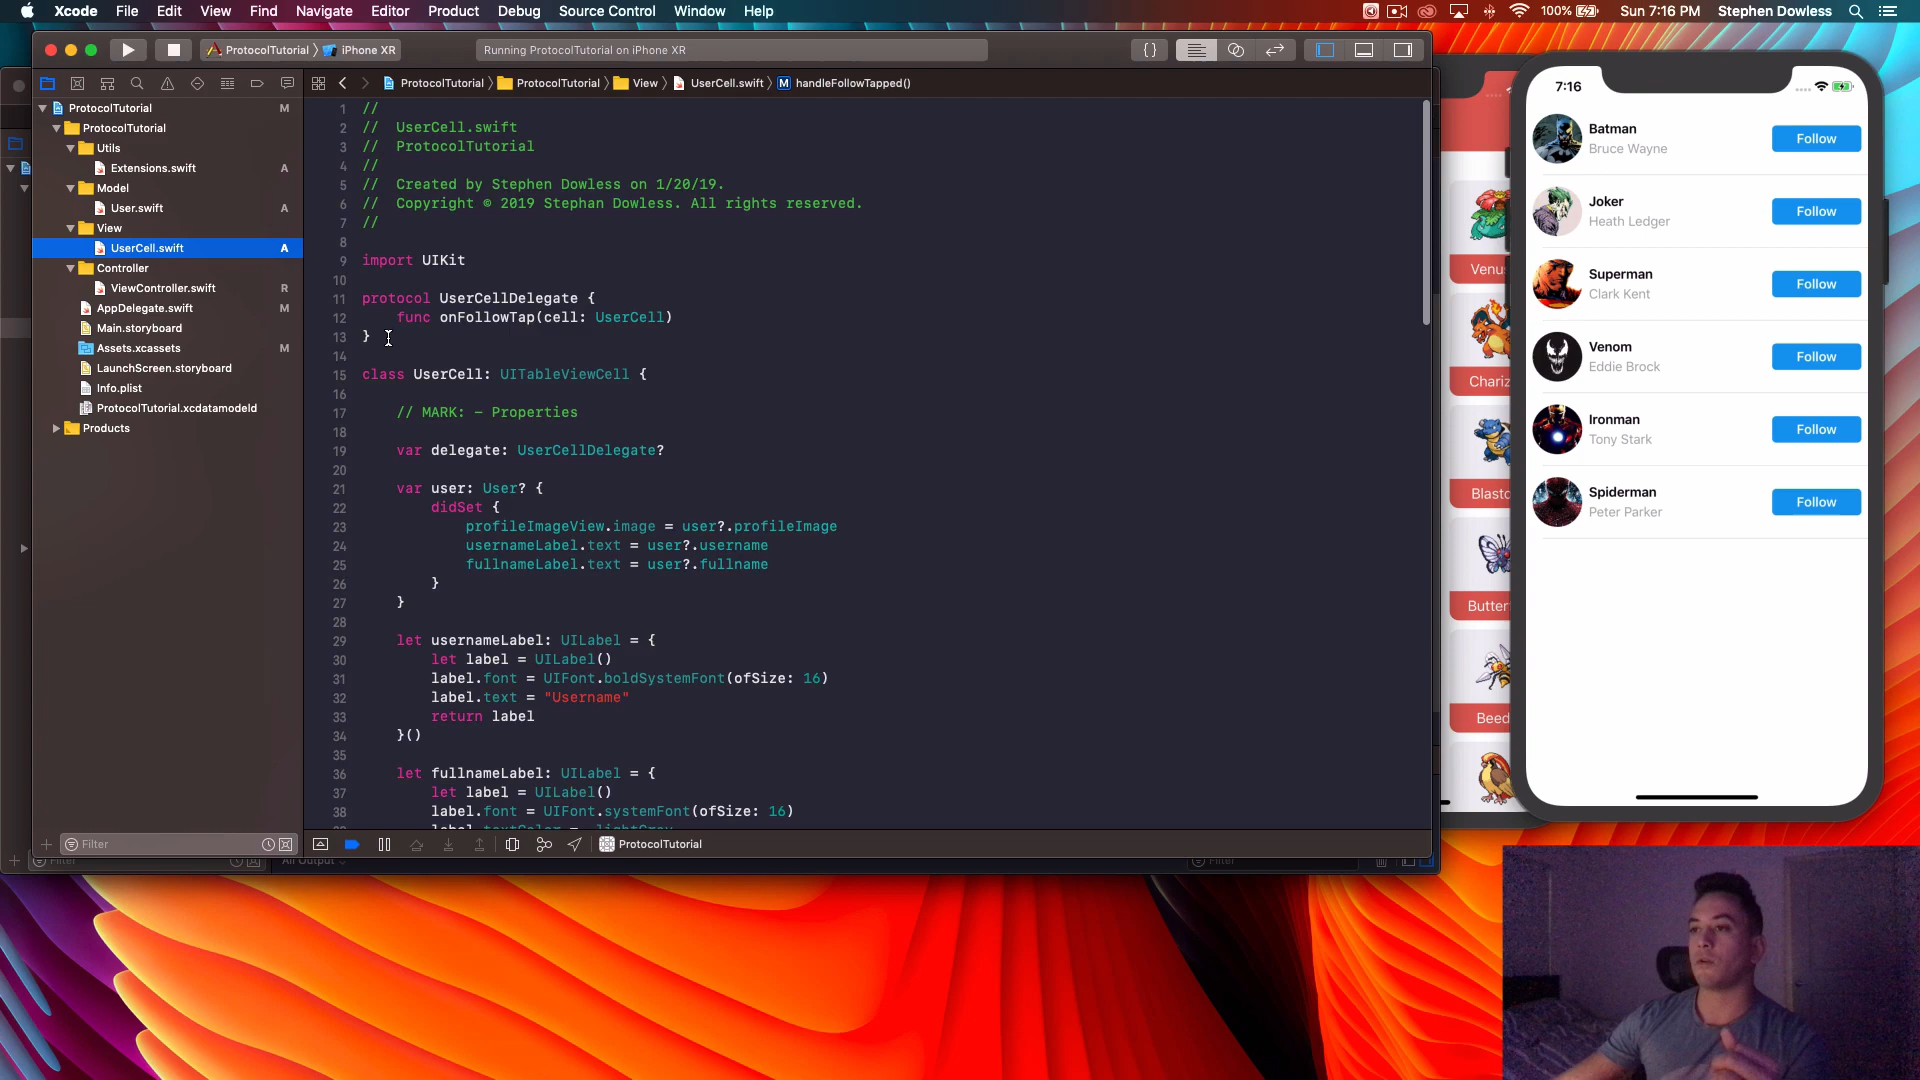 Xcode File Edit View Find Navigate Editor Product Debug Source Control Window Help
100% Sun 7:16 PM Stephen Dowless
ProtocolTutorial iPhone XR
Running ProtocolTutorial on iPhone XR
ProtocolTutorial ProtocolTutorial View UserCell.swift M handleFollowTapped()
ProtocolTutorial M
ProtocolTutorial
Utils
Extensions.swift A
Model
User.swift A
View
UserCell.swift A
Controller
ViewController.swift R
AppDelegate.swift M
Main.storyboard
Assets.xcassets M
LaunchScreen.storyboard
Info.plist
ProtocolTutorial.xcdatamodeld
Products
Filter
1 //
2 // UserCell.swift
3 // ProtocolTutorial
4 //
5 // Created by Stephen Dowless on 1/20/19.
6 // Copyright © 2019 Stephan Dowless. All rights reserved.
7 //
8
9 import UIKit
10
11 protocol UserCellDelegate {
12 func onFollowTap(cell: UserCell)
13 }
14
15 class UserCell: UITableViewCell {
16
17 // MARK: - Properties
18
19 var delegate: UserCellDelegate?
20
21 var user: User? {
22 didSet {
23 profileImageView.image = user?.profileImage
24 usernameLabel.text = user?.username
25 fullnameLabel.text = user?.fullname
26 }
27 }
28
29 let usernameLabel: UILabel = {
30 let label = UILabel()
31 label.font = UIFont.boldSystemFont(ofSize: 16)
32 label.text = "Username"
33 return label
34 }()
35
36 let fullnameLabel: UILabel = {
37 let label = UILabel()
38 label.font = UIFont.systemFont(ofSize: 16)
ProtocolTutorial
Filter
All Output
Filter
Venus
Chariz
Blasto
Butter
Beed
7:16
Batman
Bruce Wayne
Follow
Joker
Heath Ledger
Follow
Superman
Clark Kent
Follow
Venom
Eddie Brock
Follow
Ironman
Tony Stark
Follow
Spiderman
Peter Parker
Follow